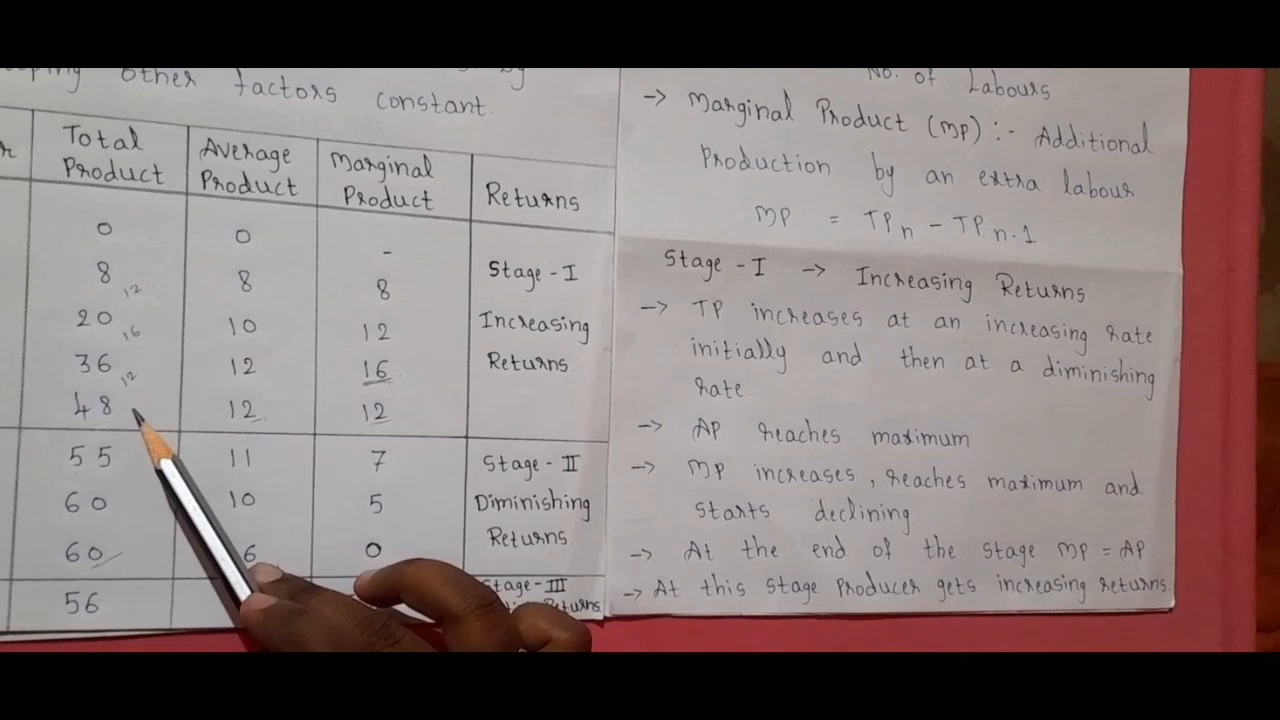 other factors constant.
Total Product | Average Product | Marginal Product | Returns
0 | 0 | - | Stage - I
8 | 8 | 8
12
20 | 10 | 12 | Increasing
16
36 | 12 | 16 | Returns.
12
48 | 12 | 12
55 | 11 | 7 | Stage - II
60 | 10 | 5 | Diminishing
60 | 6 | 0 | Returns.
56 | Stage - III
Returns.
No. of Labours
-> Marginal Product (MP) :- Additional
Production by an extra labour
MP = TPn - TPn-1
Stage - I -> Increasing Returns
-> TP increases at an increasing rate
initially and then at a diminishing
rate.
-> AP reaches maximum
-> MP increases, reaches maximum and
starts declining
-> At the end of the stage MP = AP.
-> At this stage Producer gets increasing returns